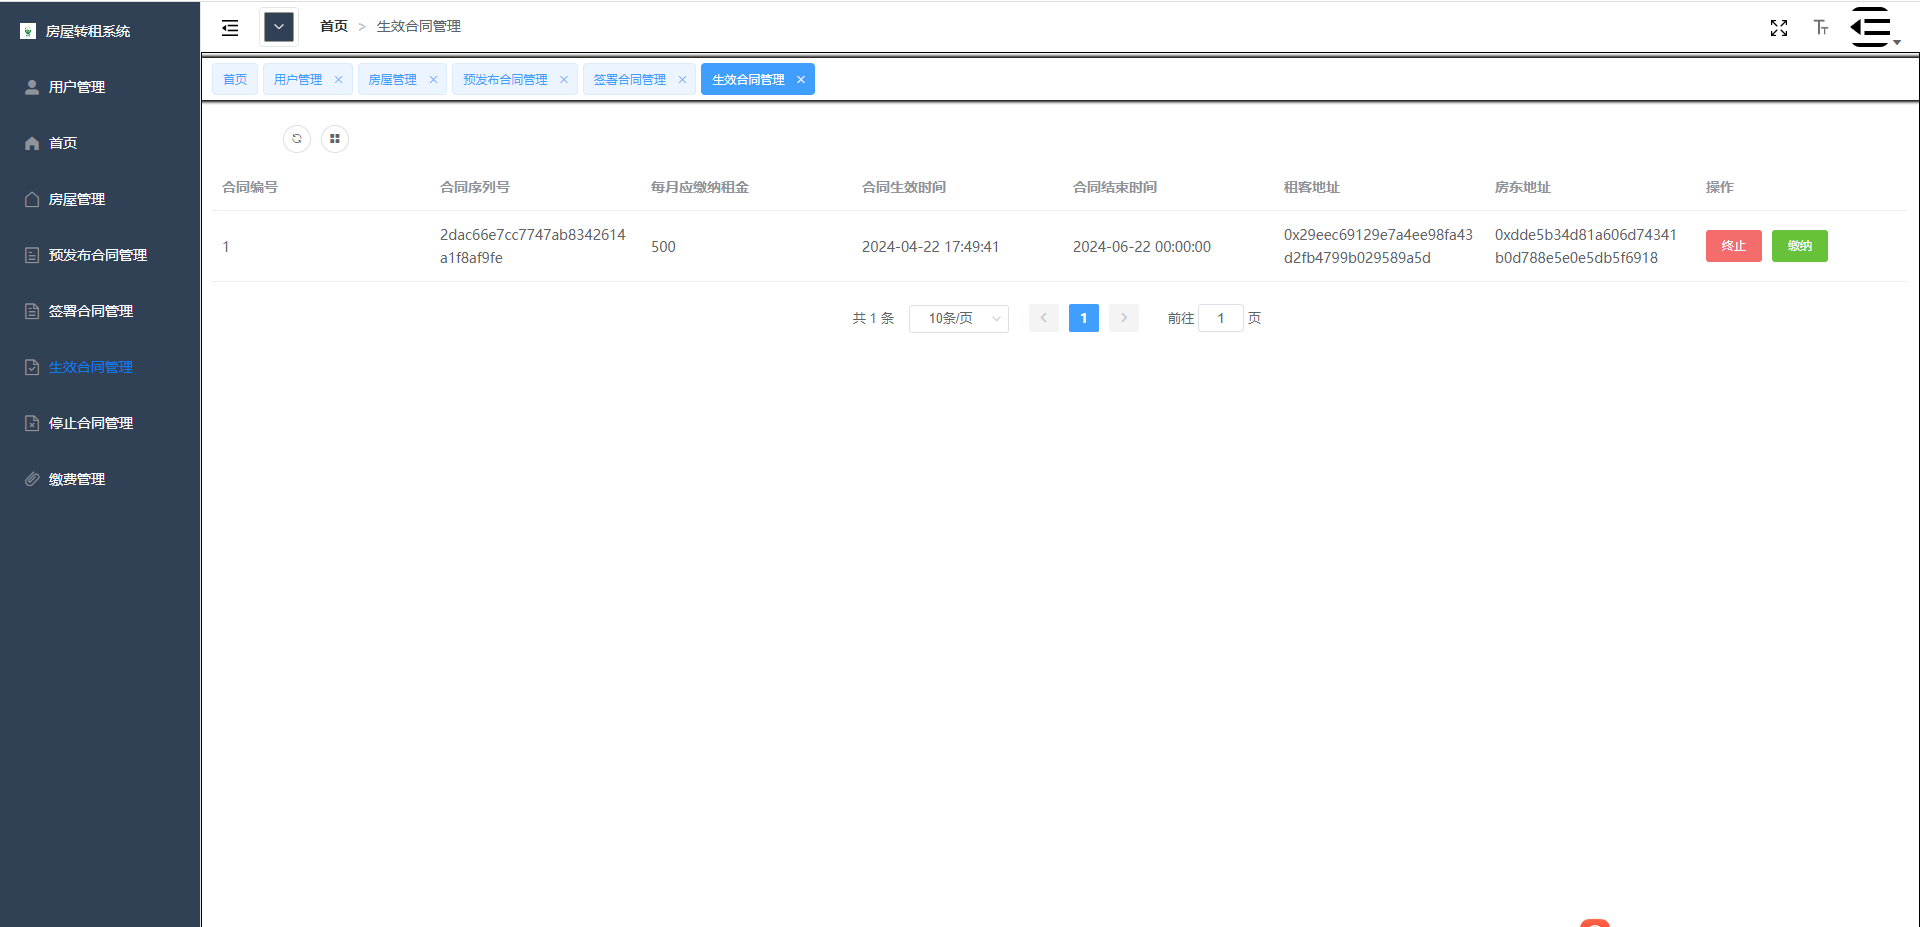 房屋转租系统
用户管理
首页
房屋管理
预发布合同管理
签署合同管理
生效合同管理
停止合同管理
缴费管理
首页 > 生效合同管理
首页 用户管理 × 房屋管理 × 预发布合同管理 × 签署合同管理 × 生效合同管理 ×
合同编号 合同序列号 每月应缴纳租金 合同生效时间 合同结束时间 租客地址 房东地址 操作
1 2dac66e7cc7747ab8342614 500 2024-04-22 17:49:41 2024-06-22 00:00:00 0x29eec69129e7a4ee98fa43 0xdde5b34d81a606d74341 终止 缴纳
a1f8af9fe d2fb4799b029589a5d b0d788e5e0e5db5f6918
共 1 条 10条/页 < 1 > 前往 1 页